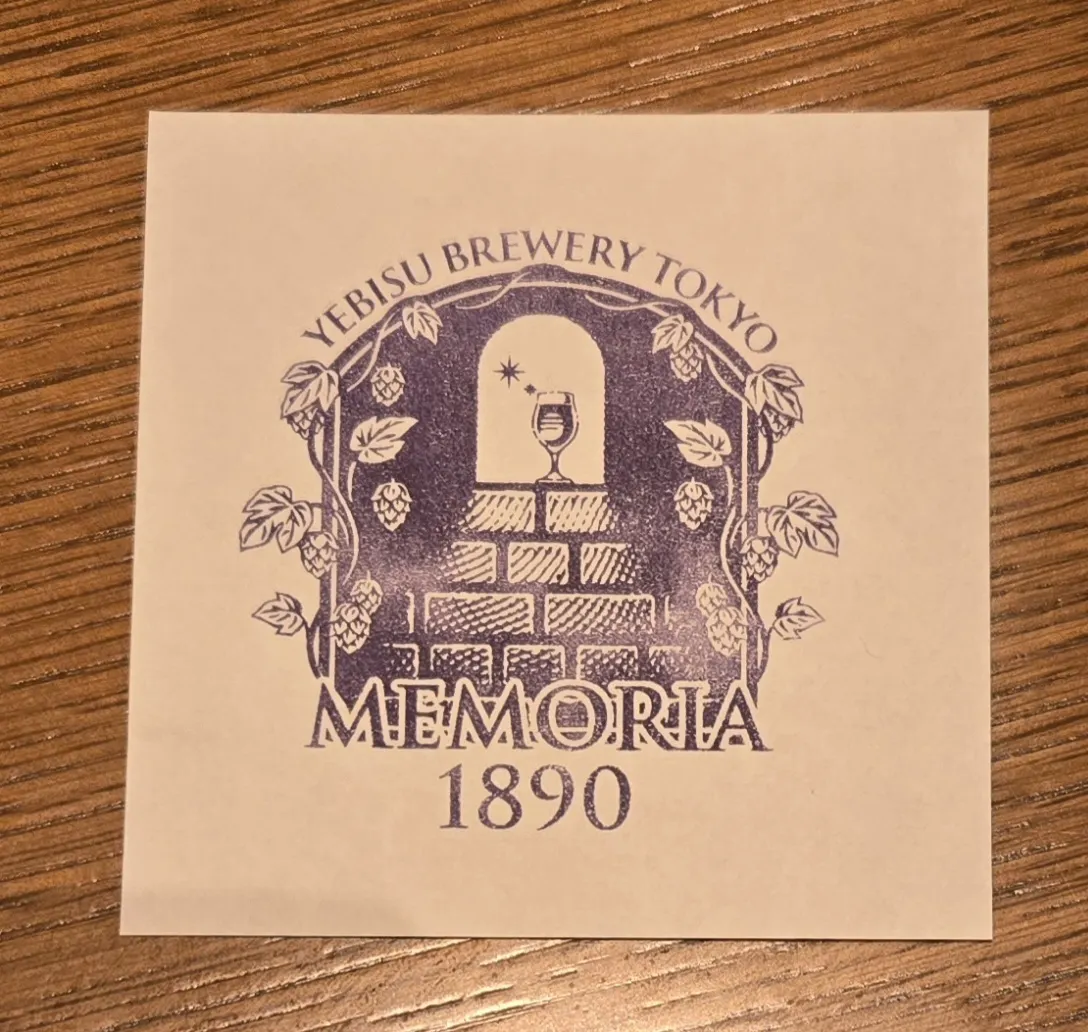 YEBISU BREWERY TOKYO
MEMORIA
1890